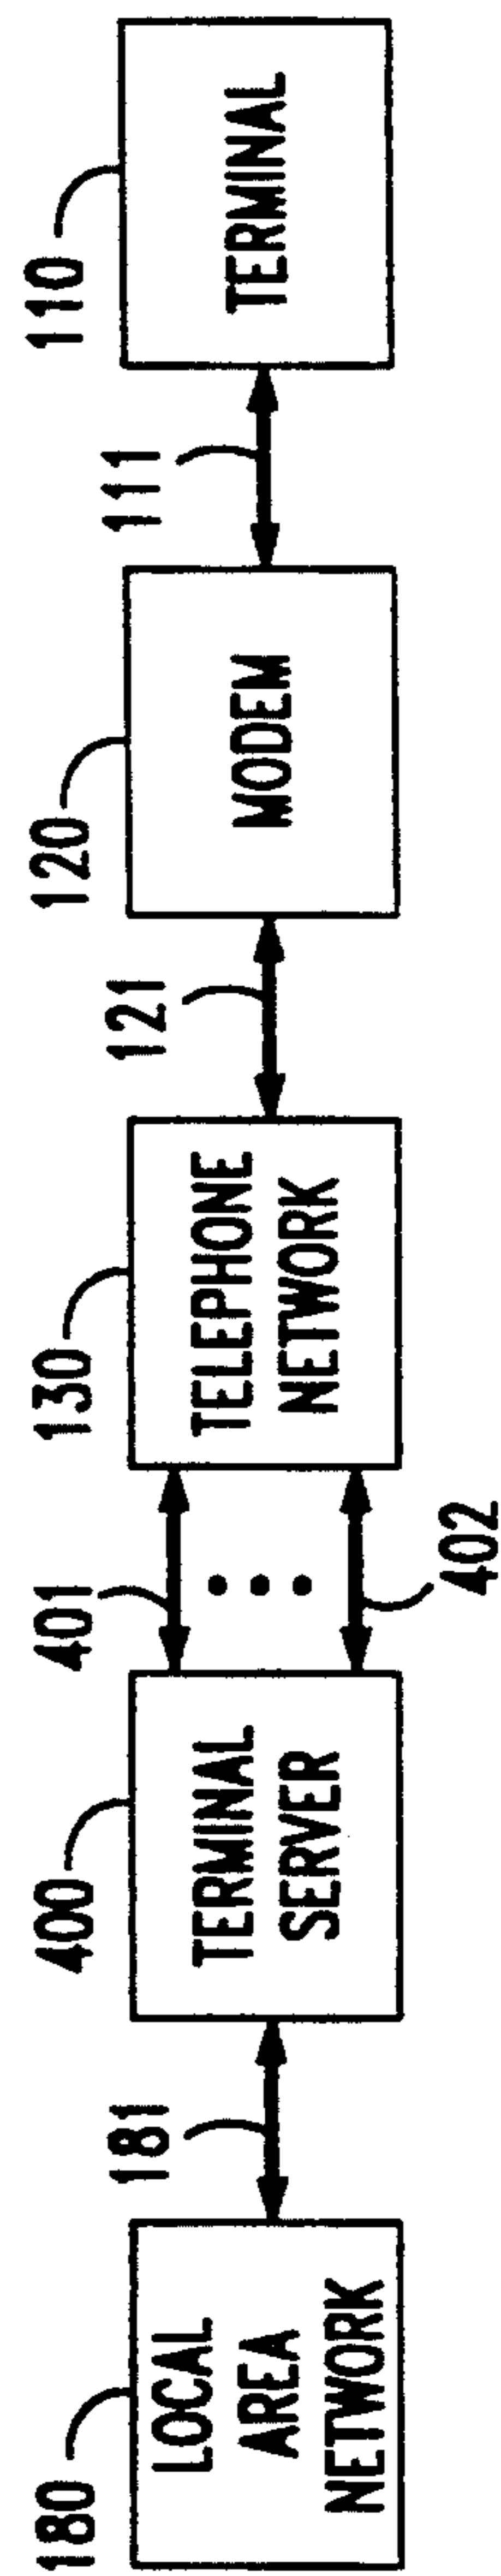 180
LOCAL
AREA
NETWORK
181
400
TERMINAL
SERVER
401
402
130
TELEPHONE
NETWORK
121
120
MODEM
111
110
TERMINAL